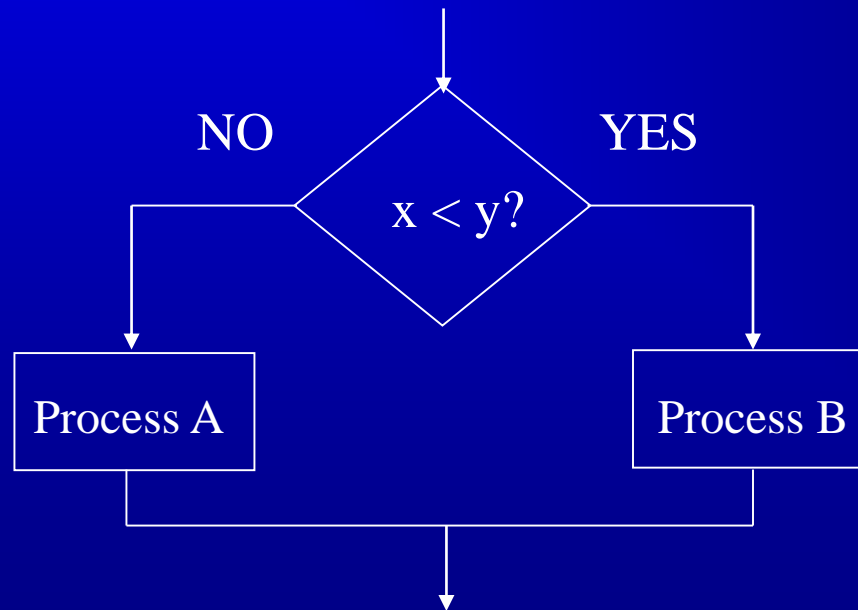 NO
YES
x < y?
Process A
Process B